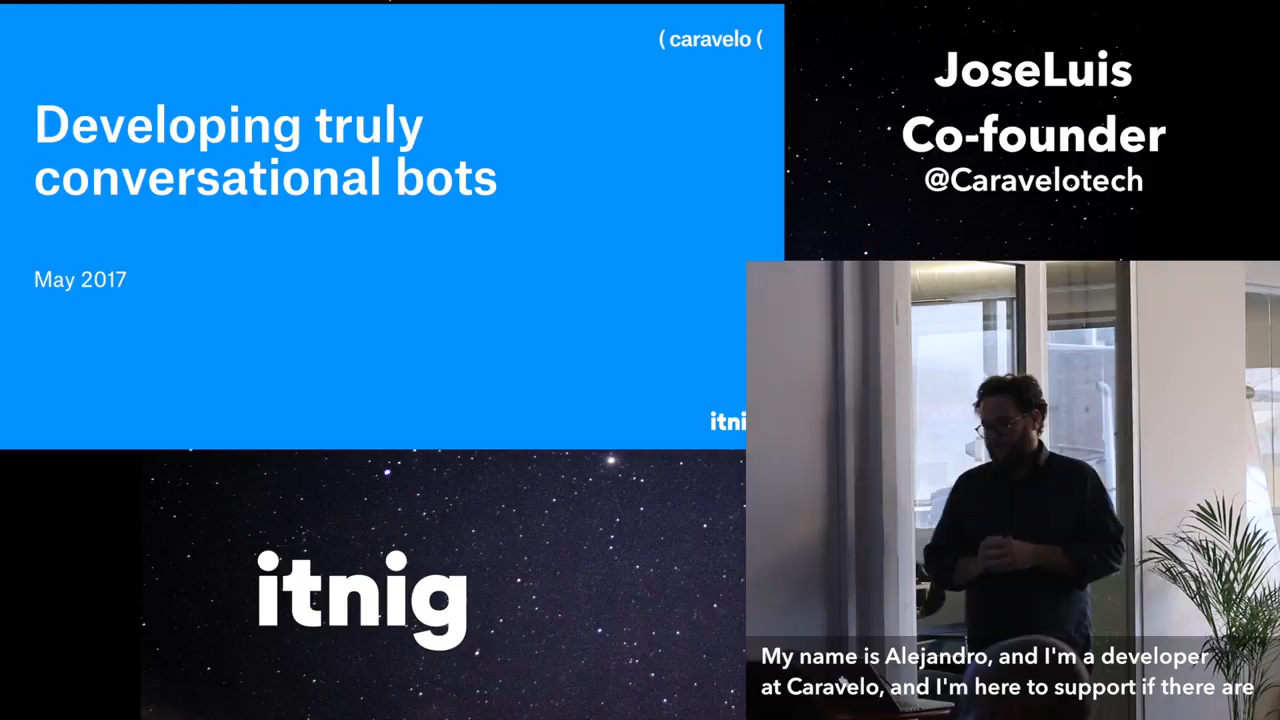 ( caravelo (
Developing truly
conversational bots
May 2017
itni
JoseLuis
Co-founder
@Caravelotech
itnig
My name is Alejandro, and I'm a developer
at Caravelo, and I'm here to support if there are